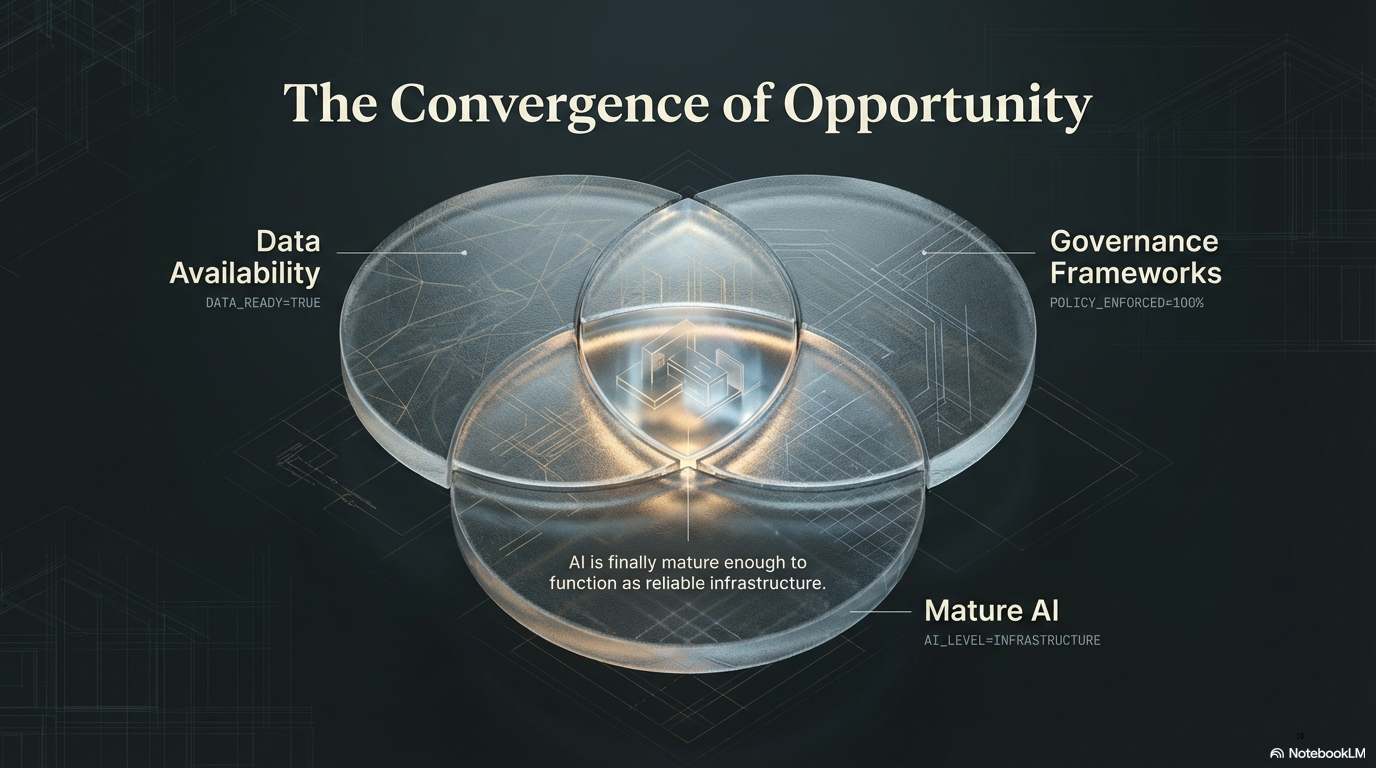 The Convergence of Opportunity
Data
Availability
DATA_READY=TRUE
Governance
Frameworks
POLICY_ENFORCED=100%
AI is finally mature enough to
function as reliable infrastructure.
Mature AI
AI_LEVEL=INFRASTRUCTURE
NotebookLM